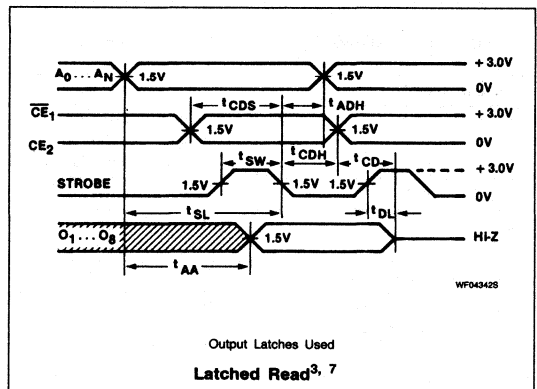 A0 ... AN 1.5V 1.5V + 3.0V
0V
tCDS tADH
CE1 1.5V 1.5V + 3.0V
CE2 0V
tSW tCDH tCD
STROBE 1.5V 1.5V 1.5V + 3.0V
0V
tSL tDL
O1 ... O8 1.5V HI-Z
tAA
WF04342S
Output Latches Used
Latched Read3, 7